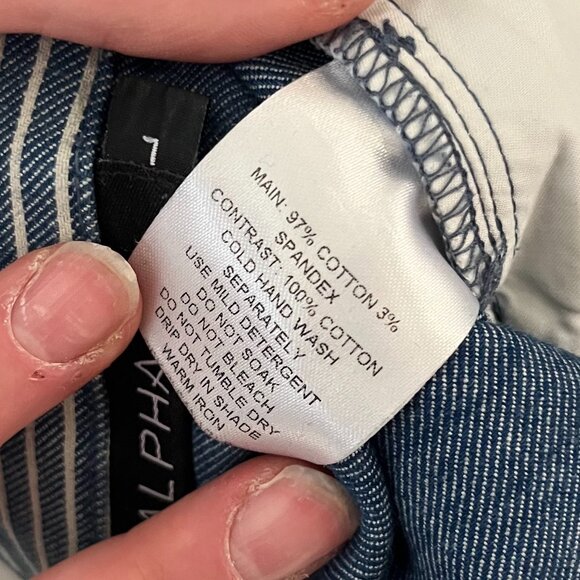 MAIN: 97% COTTON 3%
SPANDEX
CONTRAST: 100% COTTON
COLD HAND WASH
SEPARATELY
USE MILD DETERGENT
DO NOT SOAK
DO NOT BLEACH
DO NOT TUMBLE DRY
DRIP DRY IN SHADE
WARM IRON
1
ALPHA